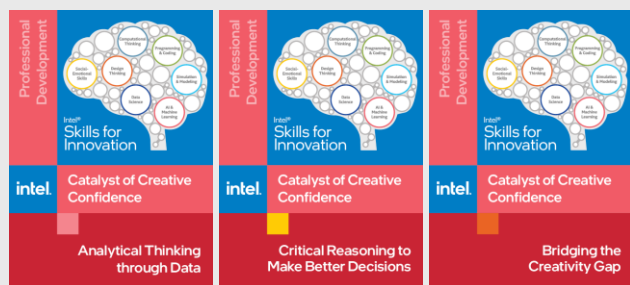 Professional
Development
Computational
Thinking
Programming
& Coding
Social
Emotional
Skills
Design
Thinking
Simulation
& Modeling
Data
Science
AI &
Machine
Learning
Intel®
Skills for
Innovation
intel.
Catalyst of Creative
Confidence
Analytical Thinking
through Data
Professional
Development
Computational
Thinking
Programming
& Coding
Social
Emotional
Skills
Design
Thinking
Simulation
& Modeling
Data
Science
AI &
Machine
Learning
Intel®
Skills for
Innovation
intel.
Catalyst of Creative
Confidence
Critical Reasoning to
Make Better Decisions
Professional
Development
Computational
Thinking
Programming
& Coding
Social
Emotional
Skills
Design
Thinking
Simulation
& Modeling
Data
Science
AI &
Machine
Learning
Intel®
Skills for
Innovation
intel.
Catalyst of Creative
Confidence
Bridging the
Creativity Gap